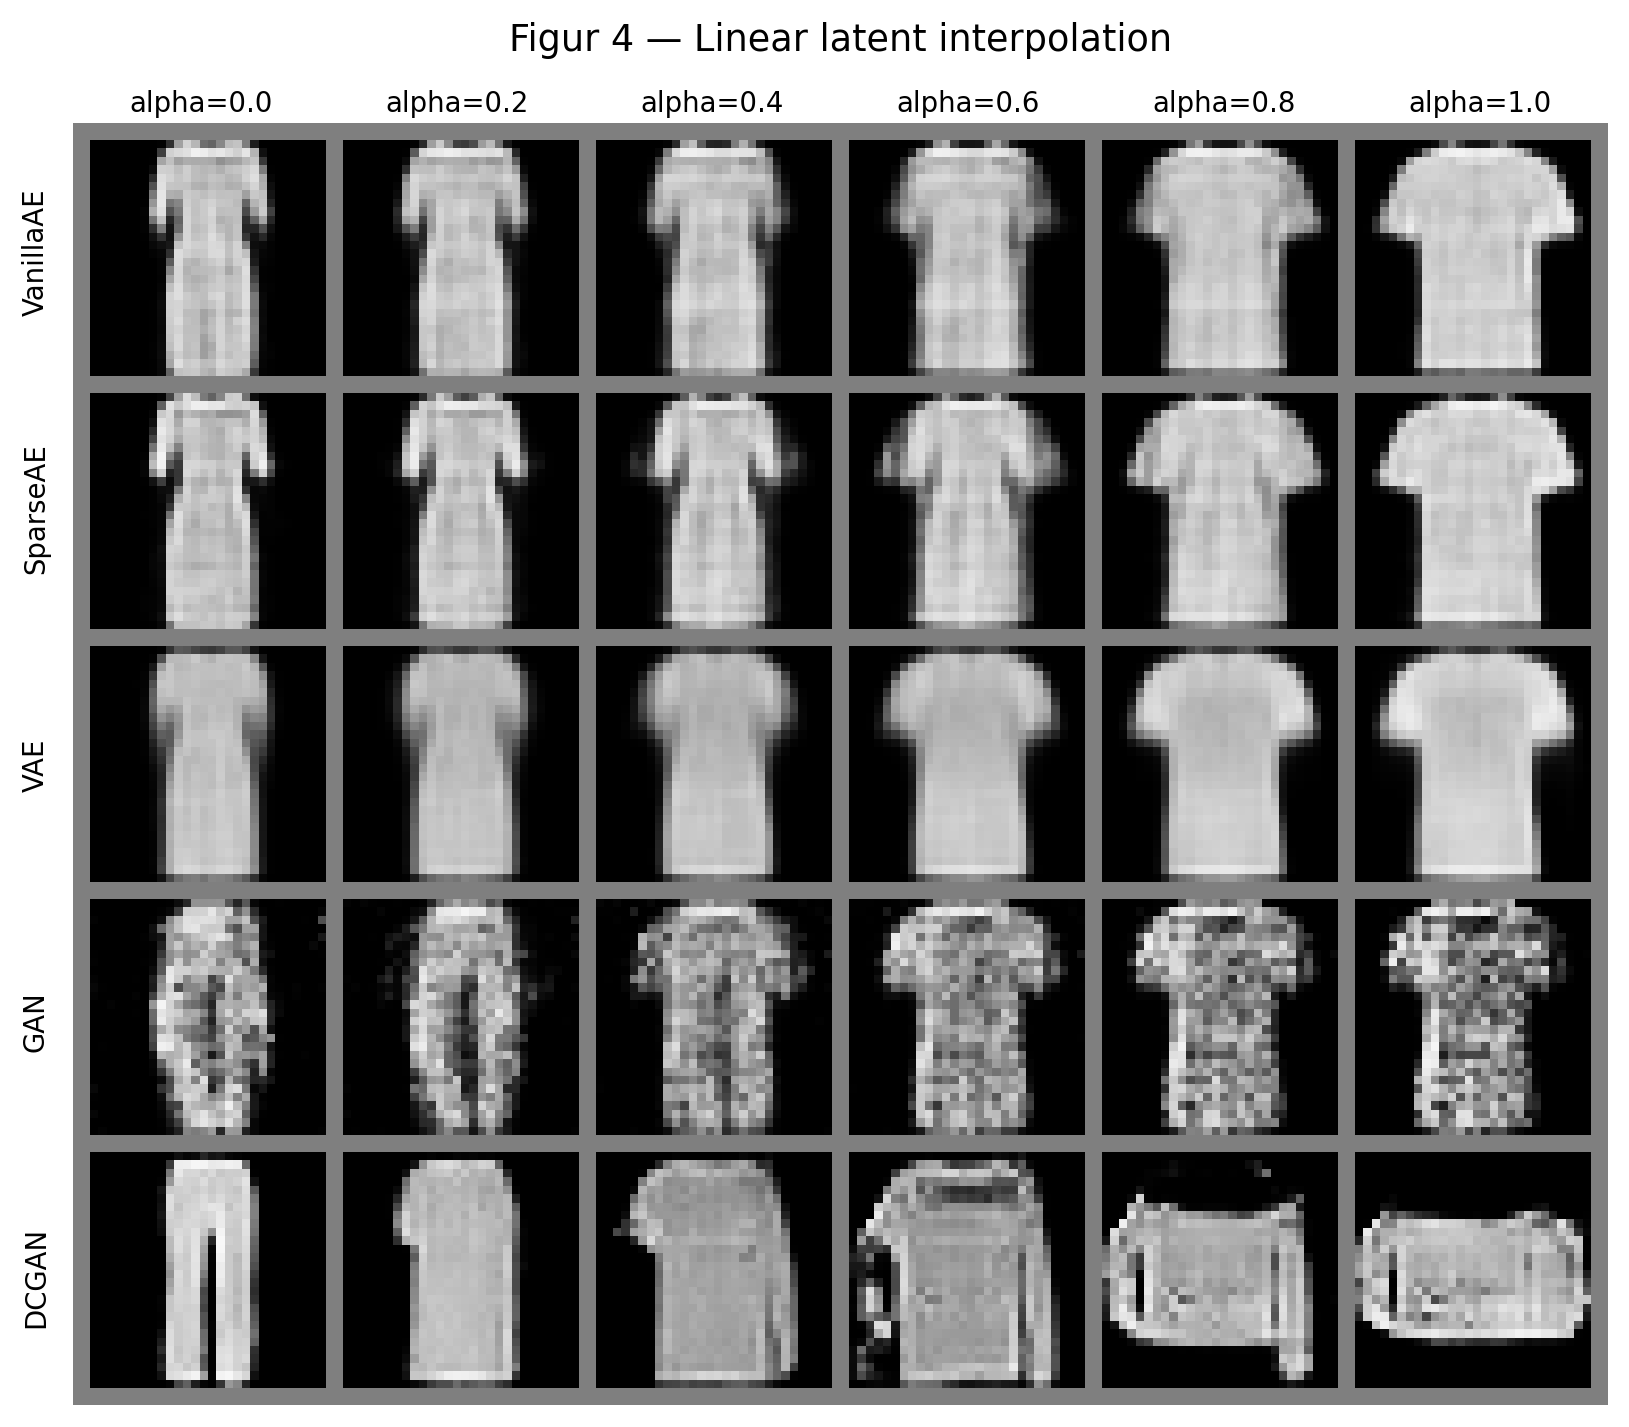 Figur 4 — Linear latent interpolation
alpha=0.0 alpha=0.2 alpha=0.4 alpha=0.6 alpha=0.8 alpha=1.0
VanillaAE
SparseAE
VAE
GAN
DCGAN